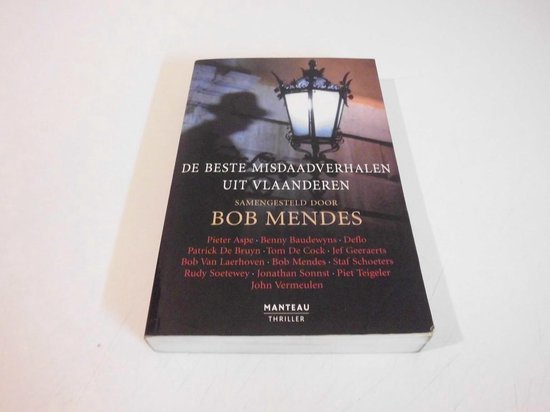 DE BESTE MISDAADVERHALEN
UIT VLAANDEREN
SAMENGESTELD DOOR
BOB MENDES
Pieter Aspe · Benny Baudewyns · Deflo
Patrick De Bruyn · Tom De Cock · Jef Geeraerts
Bob Van Laerhoven · Bob Mendes · Staf Schoeters
Rudy Soetewey · Jonathan Sonnst · Piet Teigeler
John Vermeulen
MANTEAU
THRILLER